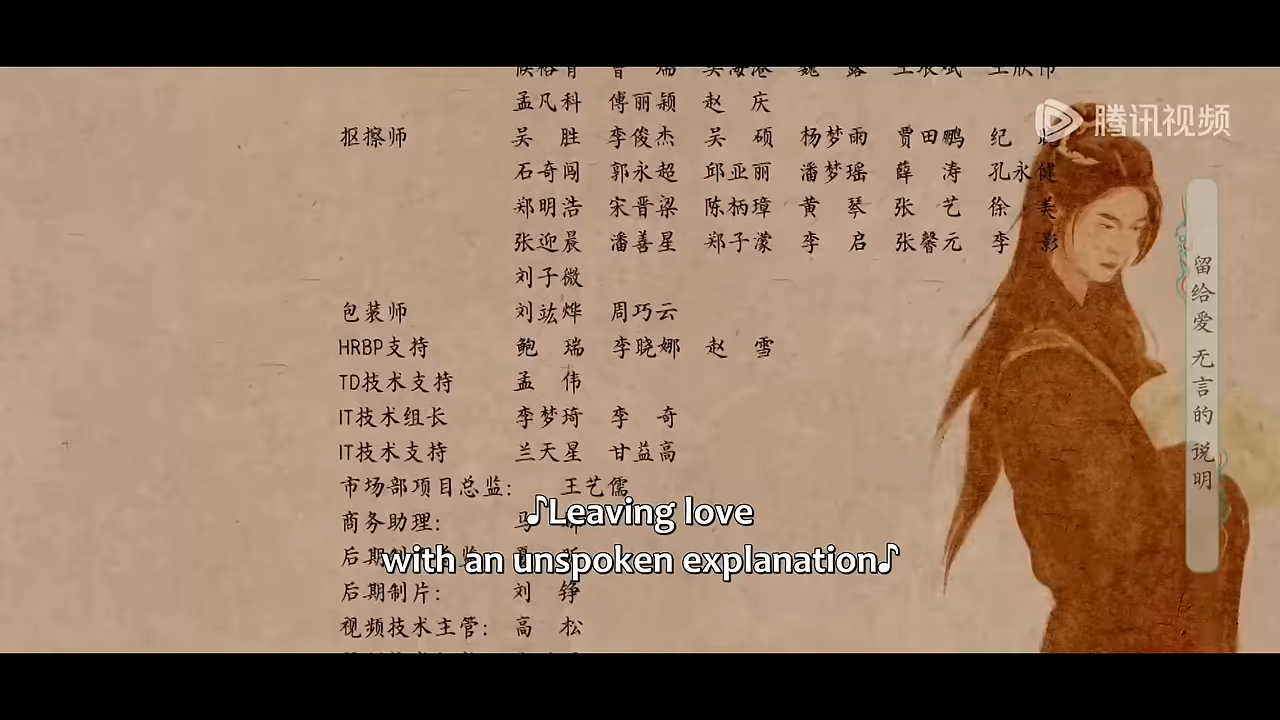 孟凡科 傅丽颖 赵 庆
腾讯视频
抠擦师 吴 胜 李俊杰 吴 硕 杨梦雨 贾田鹏 纪
石奇闯 郭永超 邱亚丽 潘梦瑶 薛 涛 孔永健
郑明浩 宋晋梁 陈柄璋 黄 琴 张 艺 徐 美
张迎晨 潘善星 郑子濛 李 启 张馨元 李 影
刘子微
包装师 刘竑烨 周巧云
HRBP支持 鲍 瑞 李晓娜 赵 雪
TD技术支持 孟 伟
IT技术组长 李梦琦 李 奇
IT技术支持 兰天星 甘益高
市场部项目总监: 王艺儒
商务助理: 马
♪Leaving love
with an unspoken explanation♪
后期制片: 刘 铮
视频技术主管: 高 松
留给爱 无言的 说明